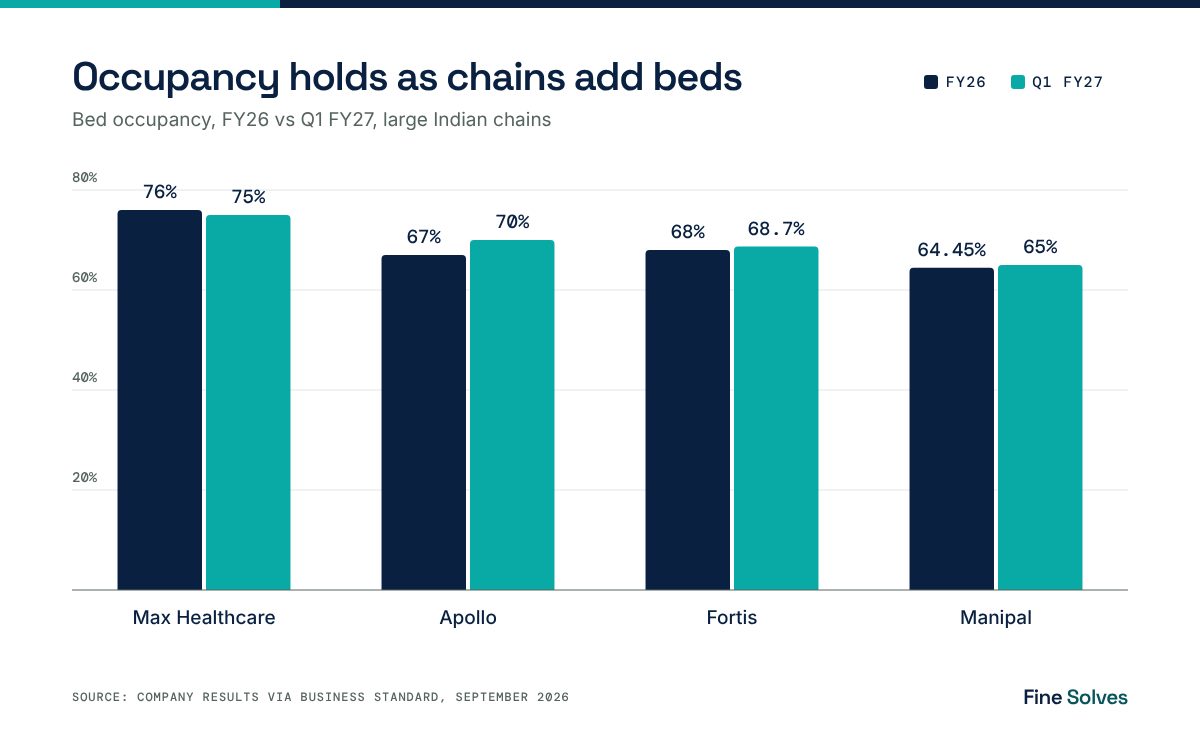 Occupancy holds as chains add beds
FY26
Q1 FY27
Bed occupancy, FY26 vs Q1 FY27, large Indian chains
80%
76%
75%
67%
70%
68%
68.7%
64.45%
65%
60%
40%
20%
Max Healthcare
Apollo
Fortis
Manipal
SOURCE: COMPANY RESULTS VIA BUSINESS STANDARD, SEPTEMBER 2026
Fine Solves